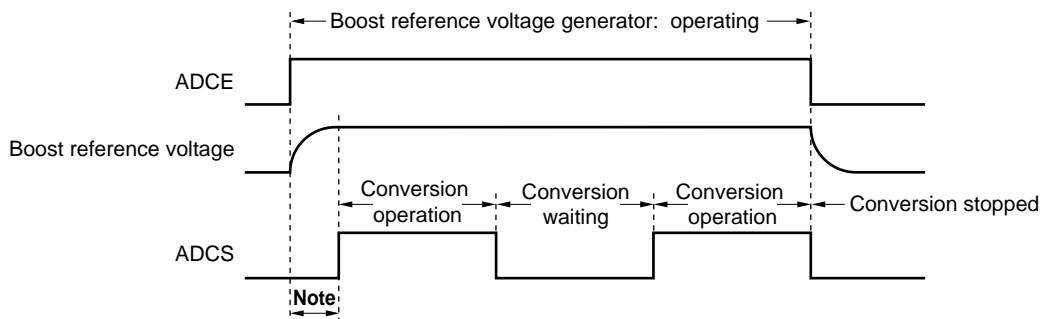 Boost reference voltage generator: operating
ADCE
Boost reference voltage
Conversion
operation
Conversion
waiting
Conversion
operation
Conversion stopped
ADCS
Note